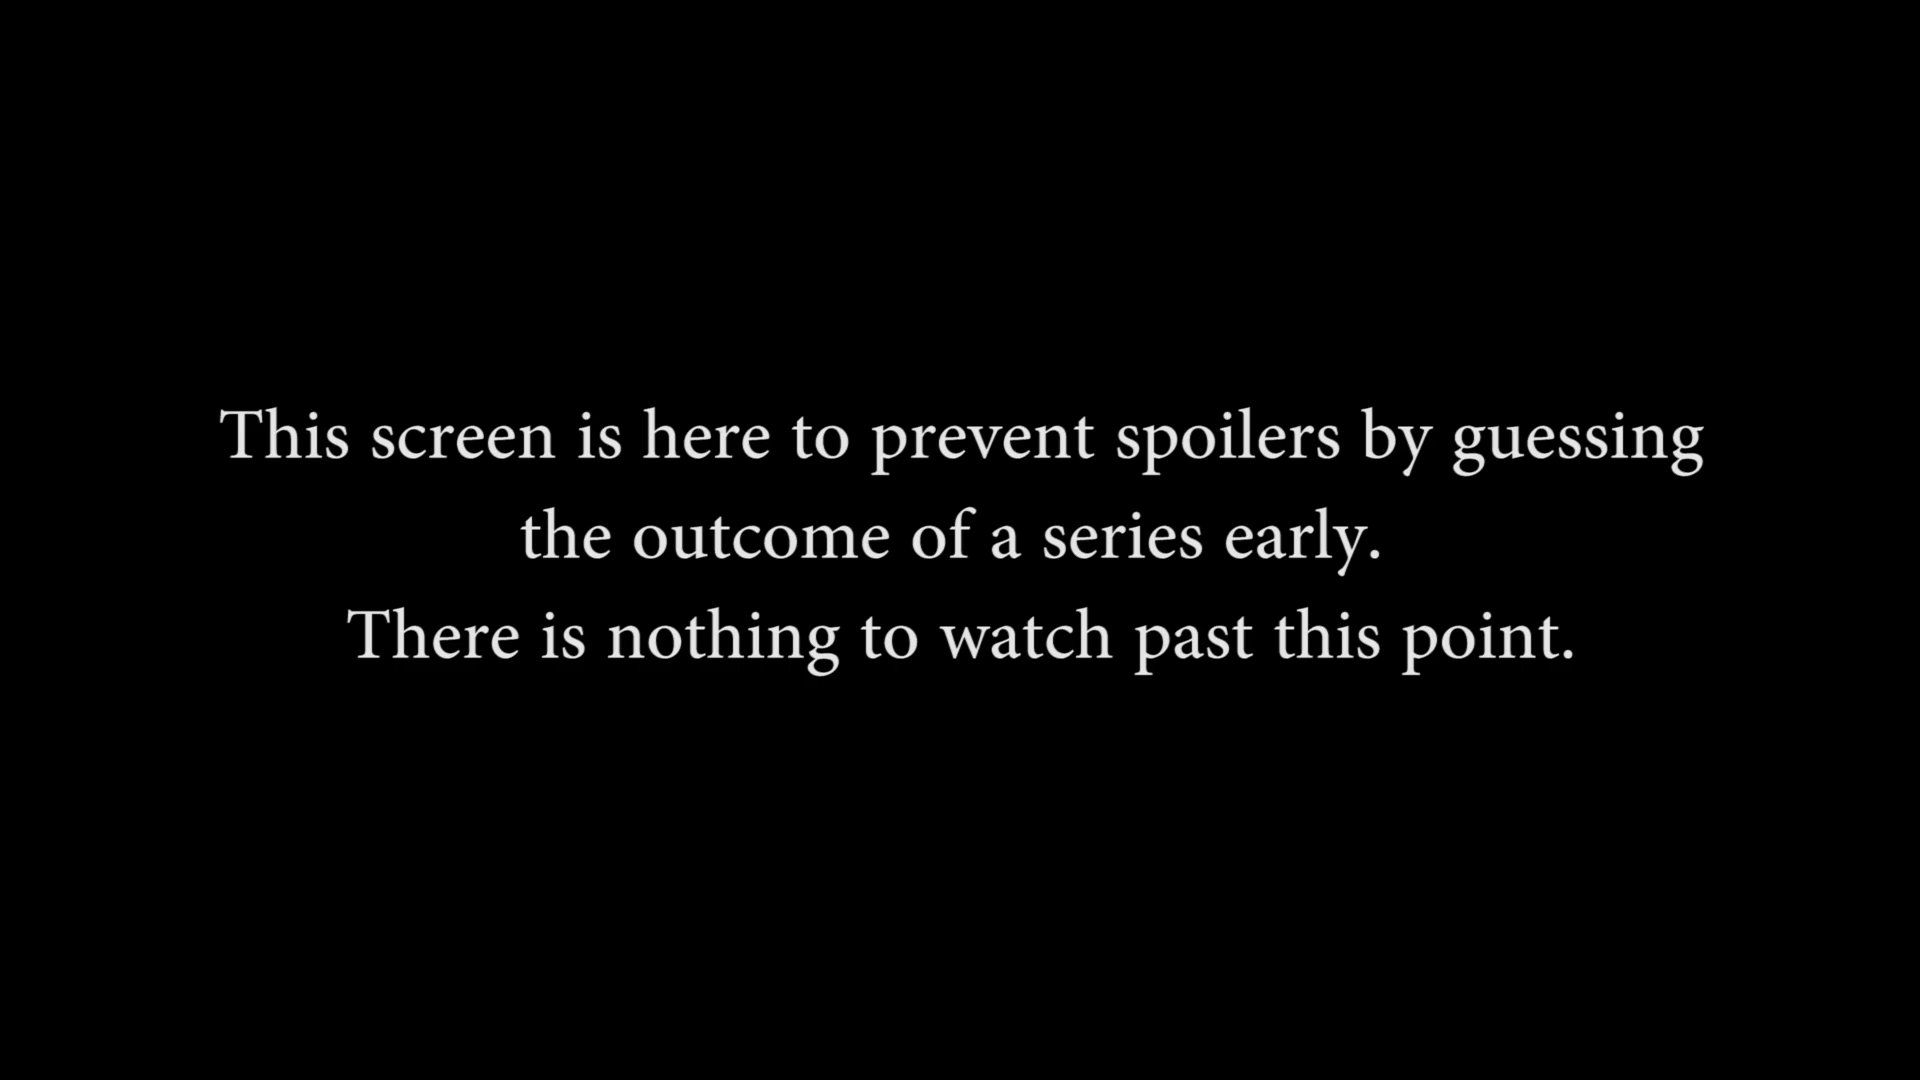 This screen is here to prevent spoilers by guessing
the outcome of a series early.
There is nothing to watch past this point.